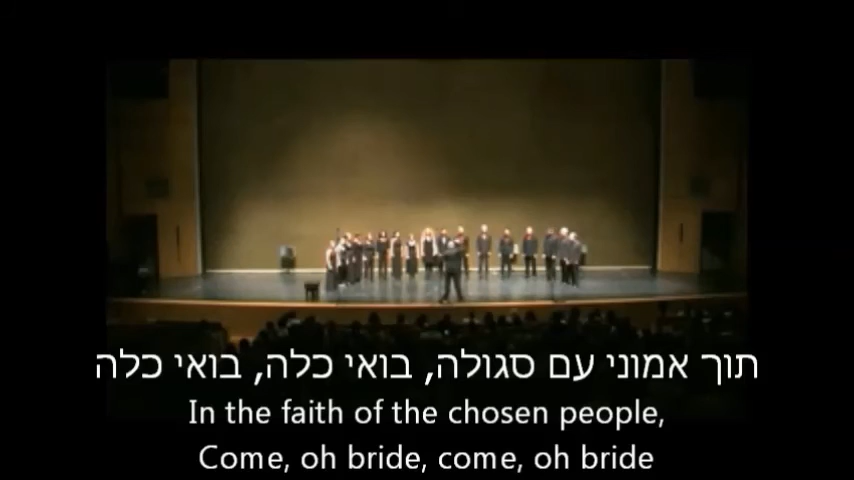 תוך אמוני עם סגולה, בואי כלה, בואי כלה
In the faith of the chosen people,
Come, oh bride, come, oh bride